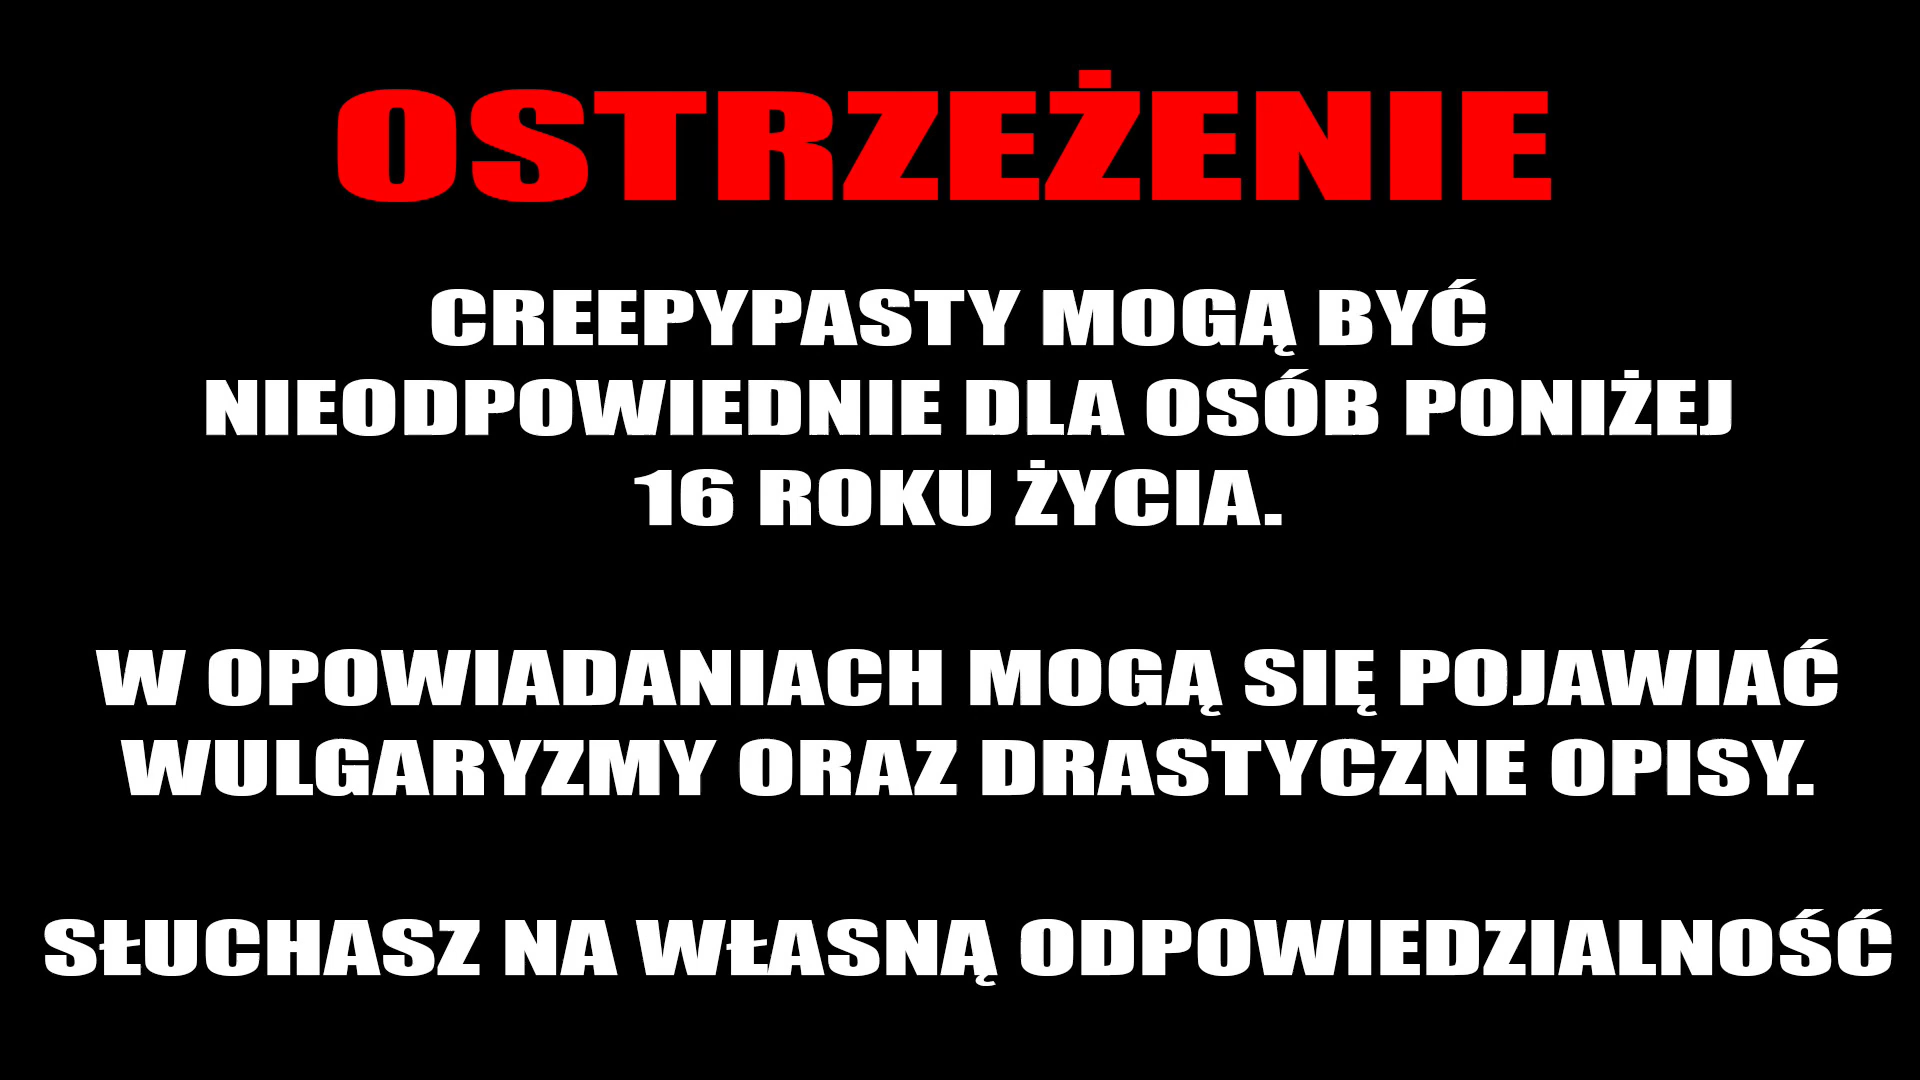 OSTRZEŻENIE
CREEPYPASTY MOGĄ BYĆ
NIEODPOWIEDNIE DLA OSÓB PONIŻEJ
16 ROKU ŻYCIA.
W OPOWIADANIACH MOGĄ SIĘ POJAWIAĆ
WULGARYZMY ORAZ DRASTYCZNE OPISY.
SŁUCHASZ NA WŁASNĄ ODPOWIEDZIALNOŚĆ